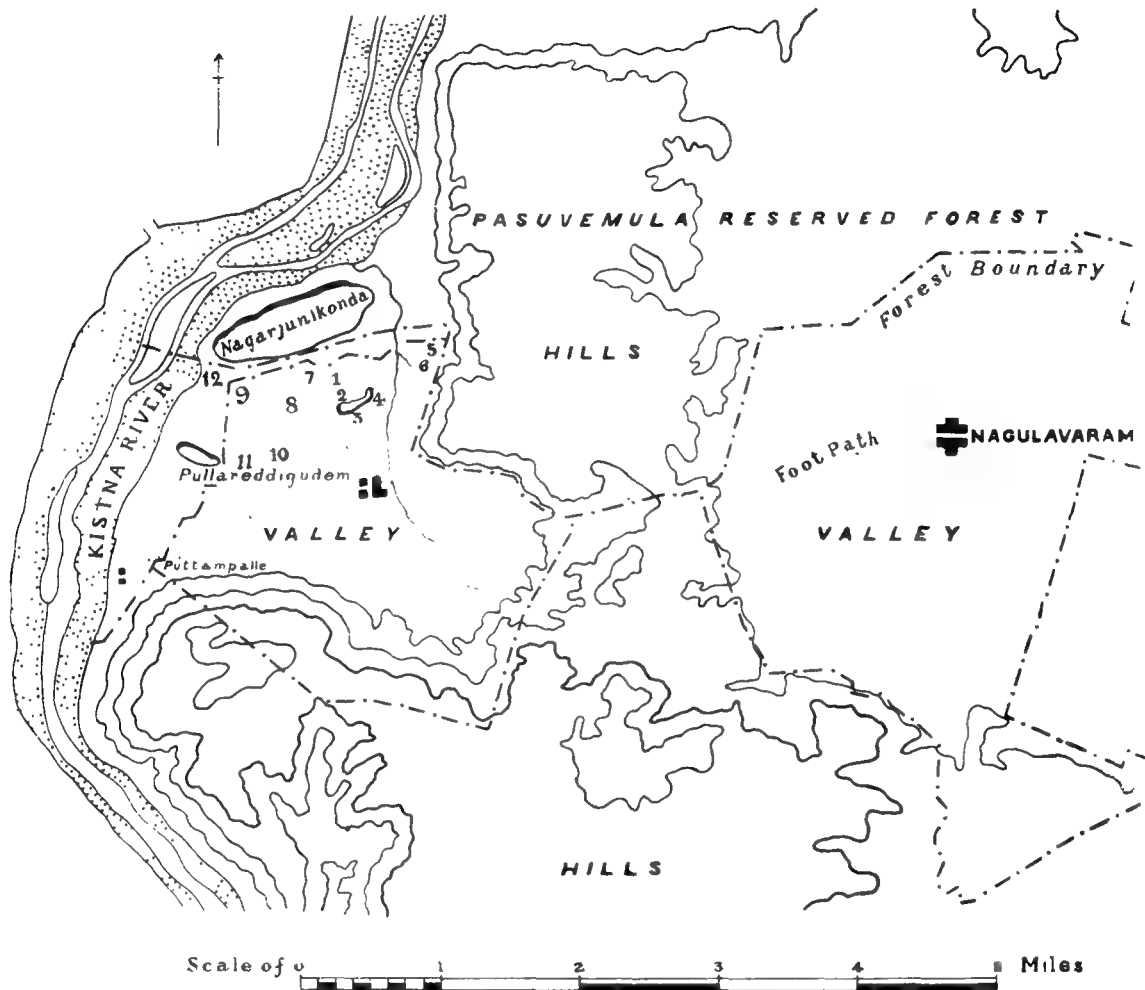 PASUVEMULA RESERVED FOREST
Forest Boundary
Nagarjunikonda
HILLS
5
6
12
9
7
1
8
2
4
3
KISTNA RIVER
Foot Path
NAGULAVARAM
11
10
Pullareddigudem
VALLEY
VALLEY
Puttampalle
HILLS
Scale of 0 1 2 3 4 Miles